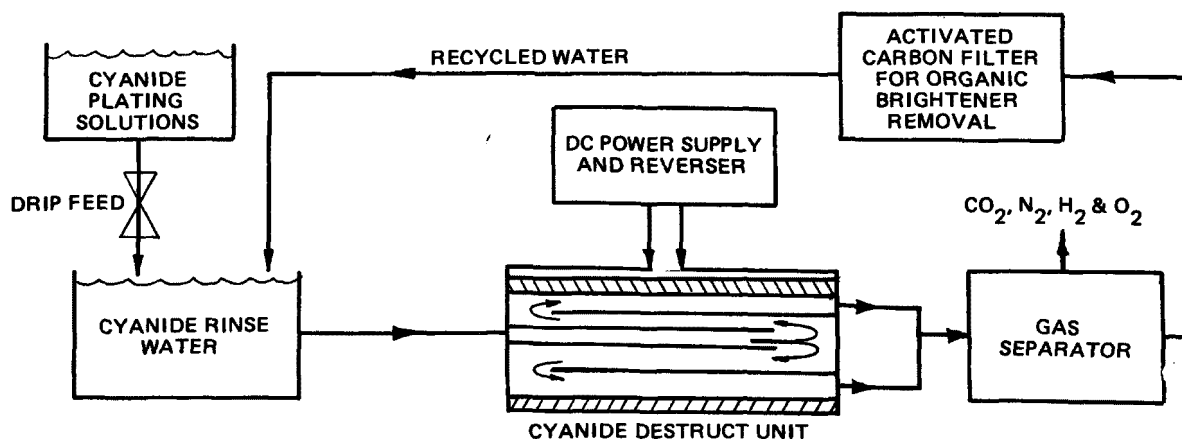 CYANIDE
PLATING
SOLUTIONS
DRIP FEED
RECYCLED WATER
ACTIVATED
CARBON FILTER
FOR ORGANIC
BRIGHTENER
REMOVAL
DC POWER SUPPLY
AND REVERSER
CO2, N2, H2 & O2
CYANIDE RINSE
WATER
GAS
SEPARATOR
CYANIDE DESTRUCT UNIT